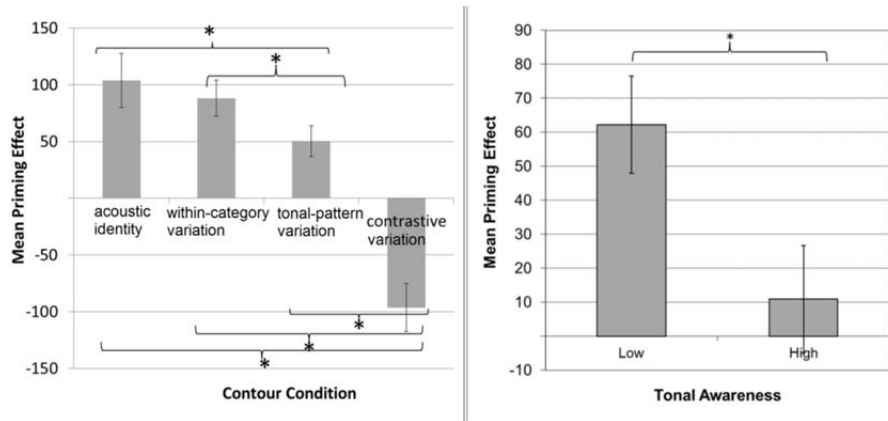 150
*
*
100
50
Mean Priming Effect
acoustic identity
within-category variation
tonal-pattern variation
contrastive variation
-50
-100
*
*
*
-150
Contour Condition
90
*
80
70
60
50
40
30
20
10
Mean Priming Effect
Low
High
-10
Tonal Awareness